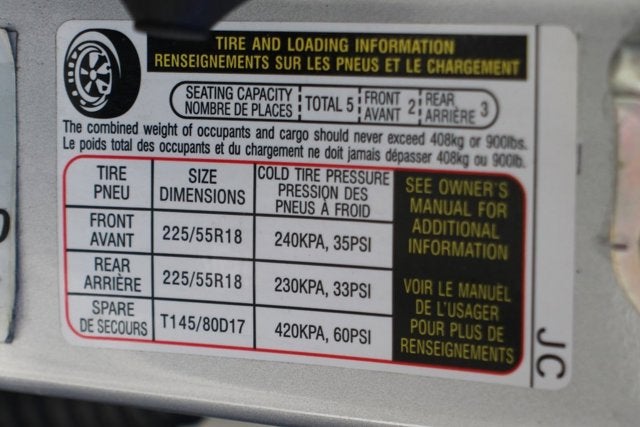 TIRE AND LOADING INFORMATION
RENSEIGNEMENTS SUR LES PNEUS ET LE CHARGEMENT
SEATING CAPACITY
NOMBRE DE PLACES
TOTAL 5
FRONT
AVANT 2
REAR
ARRIÈRE 3
The combined weight of occupants and cargo should never exceed 408kg or 900lbs.
Le poids total des occupants et du chargement ne doit jamais dépasser 408kg ou 900lb.
TIRE
PNEU
SIZE
DIMENSIONS
COLD TIRE PRESSURE
PRESSION DES
PNEUS À FROID
FRONT
AVANT
225/55R18
240KPA, 35PSI
REAR
ARRIÈRE
225/55R18
230KPA, 33PSI
SPARE
DE SECOURS
T145/80D17
420KPA, 60PSI
SEE OWNER'S
MANUAL FOR
ADDITIONAL
INFORMATION
VOIR LE MANUEL
DE L'USAGER
POUR PLUS DE
RENSEIGNEMENTS
JC